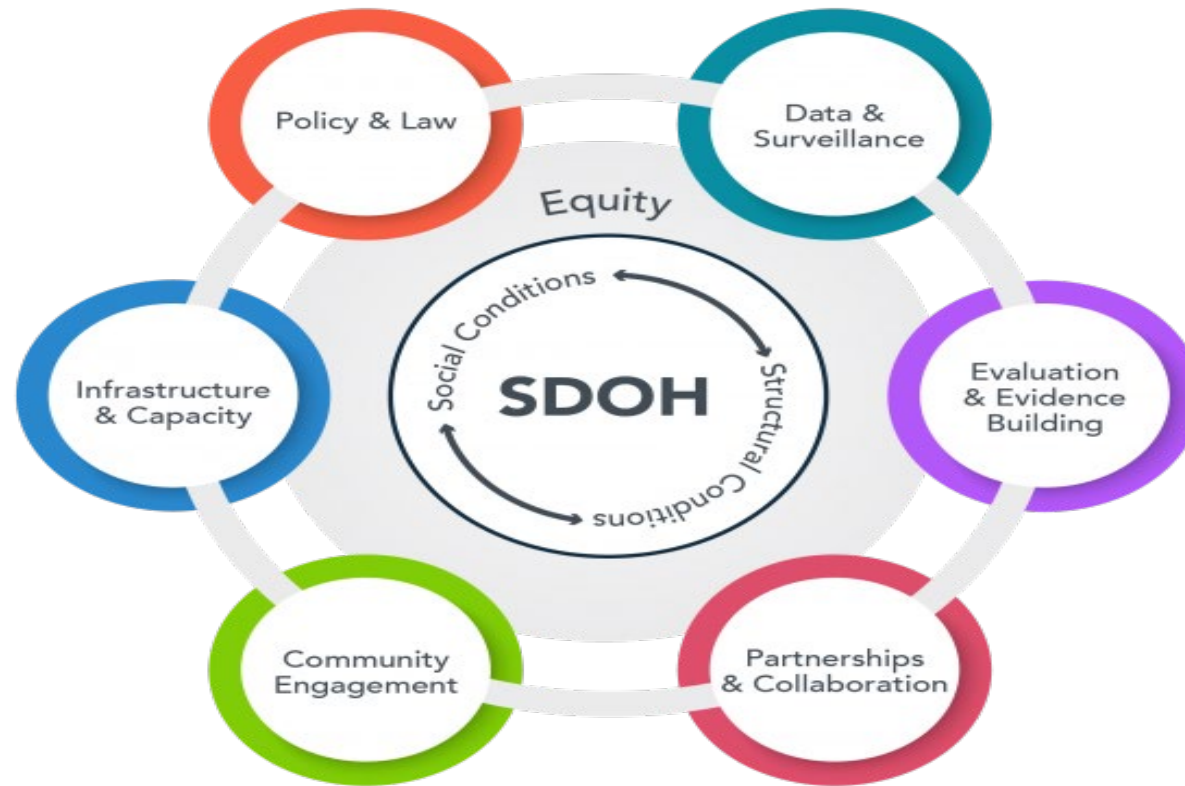 Policy & Law
Data &
Surveillance
Equity
Social Conditions
SDOH
Structural Conditions
Infrastructure
& Capacity
Evaluation
& Evidence
Building
Community
Engagement
Partnerships
& Collaboration